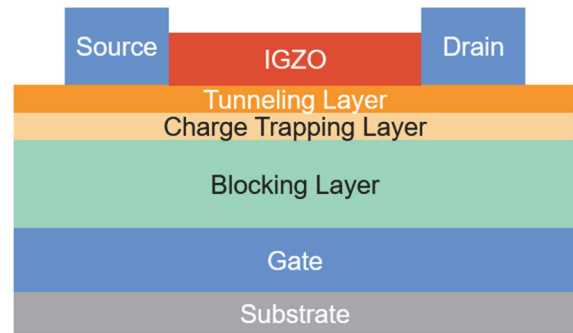 Source
IGZO
Drain
Tunneling Layer
Charge Trapping Layer
Blocking Layer
Gate
Substrate